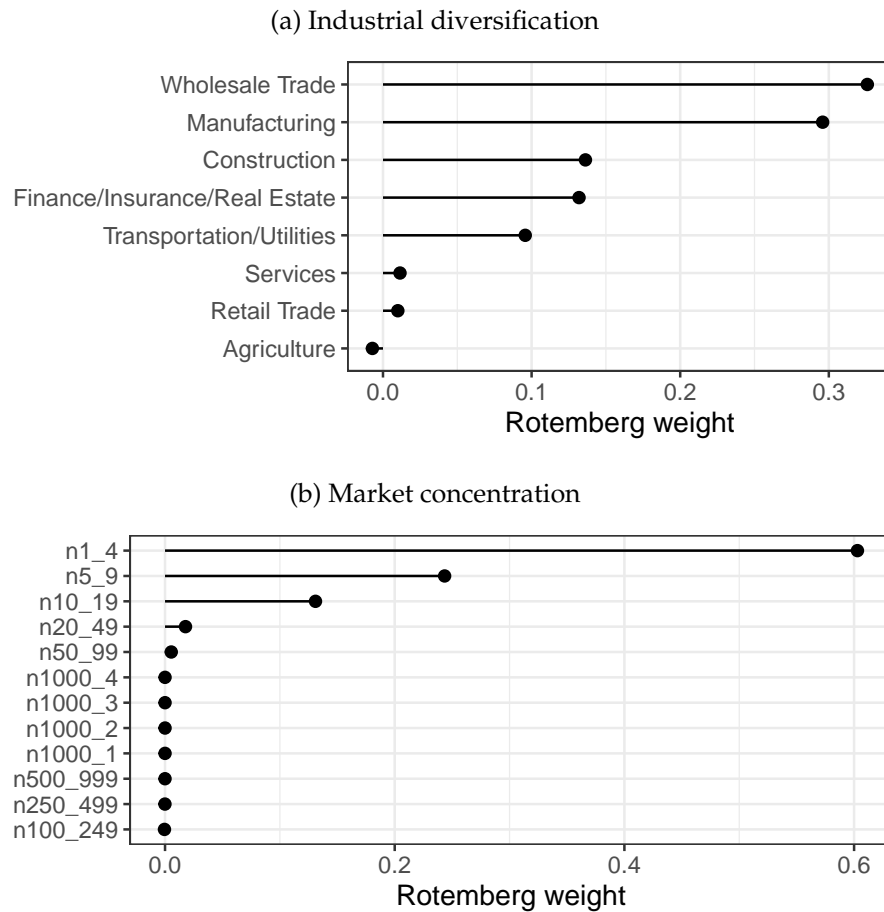 (a) Industrial diversification
Wholesale Trade
Manufacturing
Construction
Finance/Insurance/Real Estate
Transportation/Utilities
Services
Retail Trade
Agriculture
0.0 0.1 0.2 0.3
Rotemberg weight
(b) Market concentration
n1_4
n5_9
n10_19
n20_49
n50_99
n1000_4
n1000_3
n1000_2
n1000_1
n500_999
n250_499
n100_249
0.0 0.2 0.4 0.6
Rotemberg weight